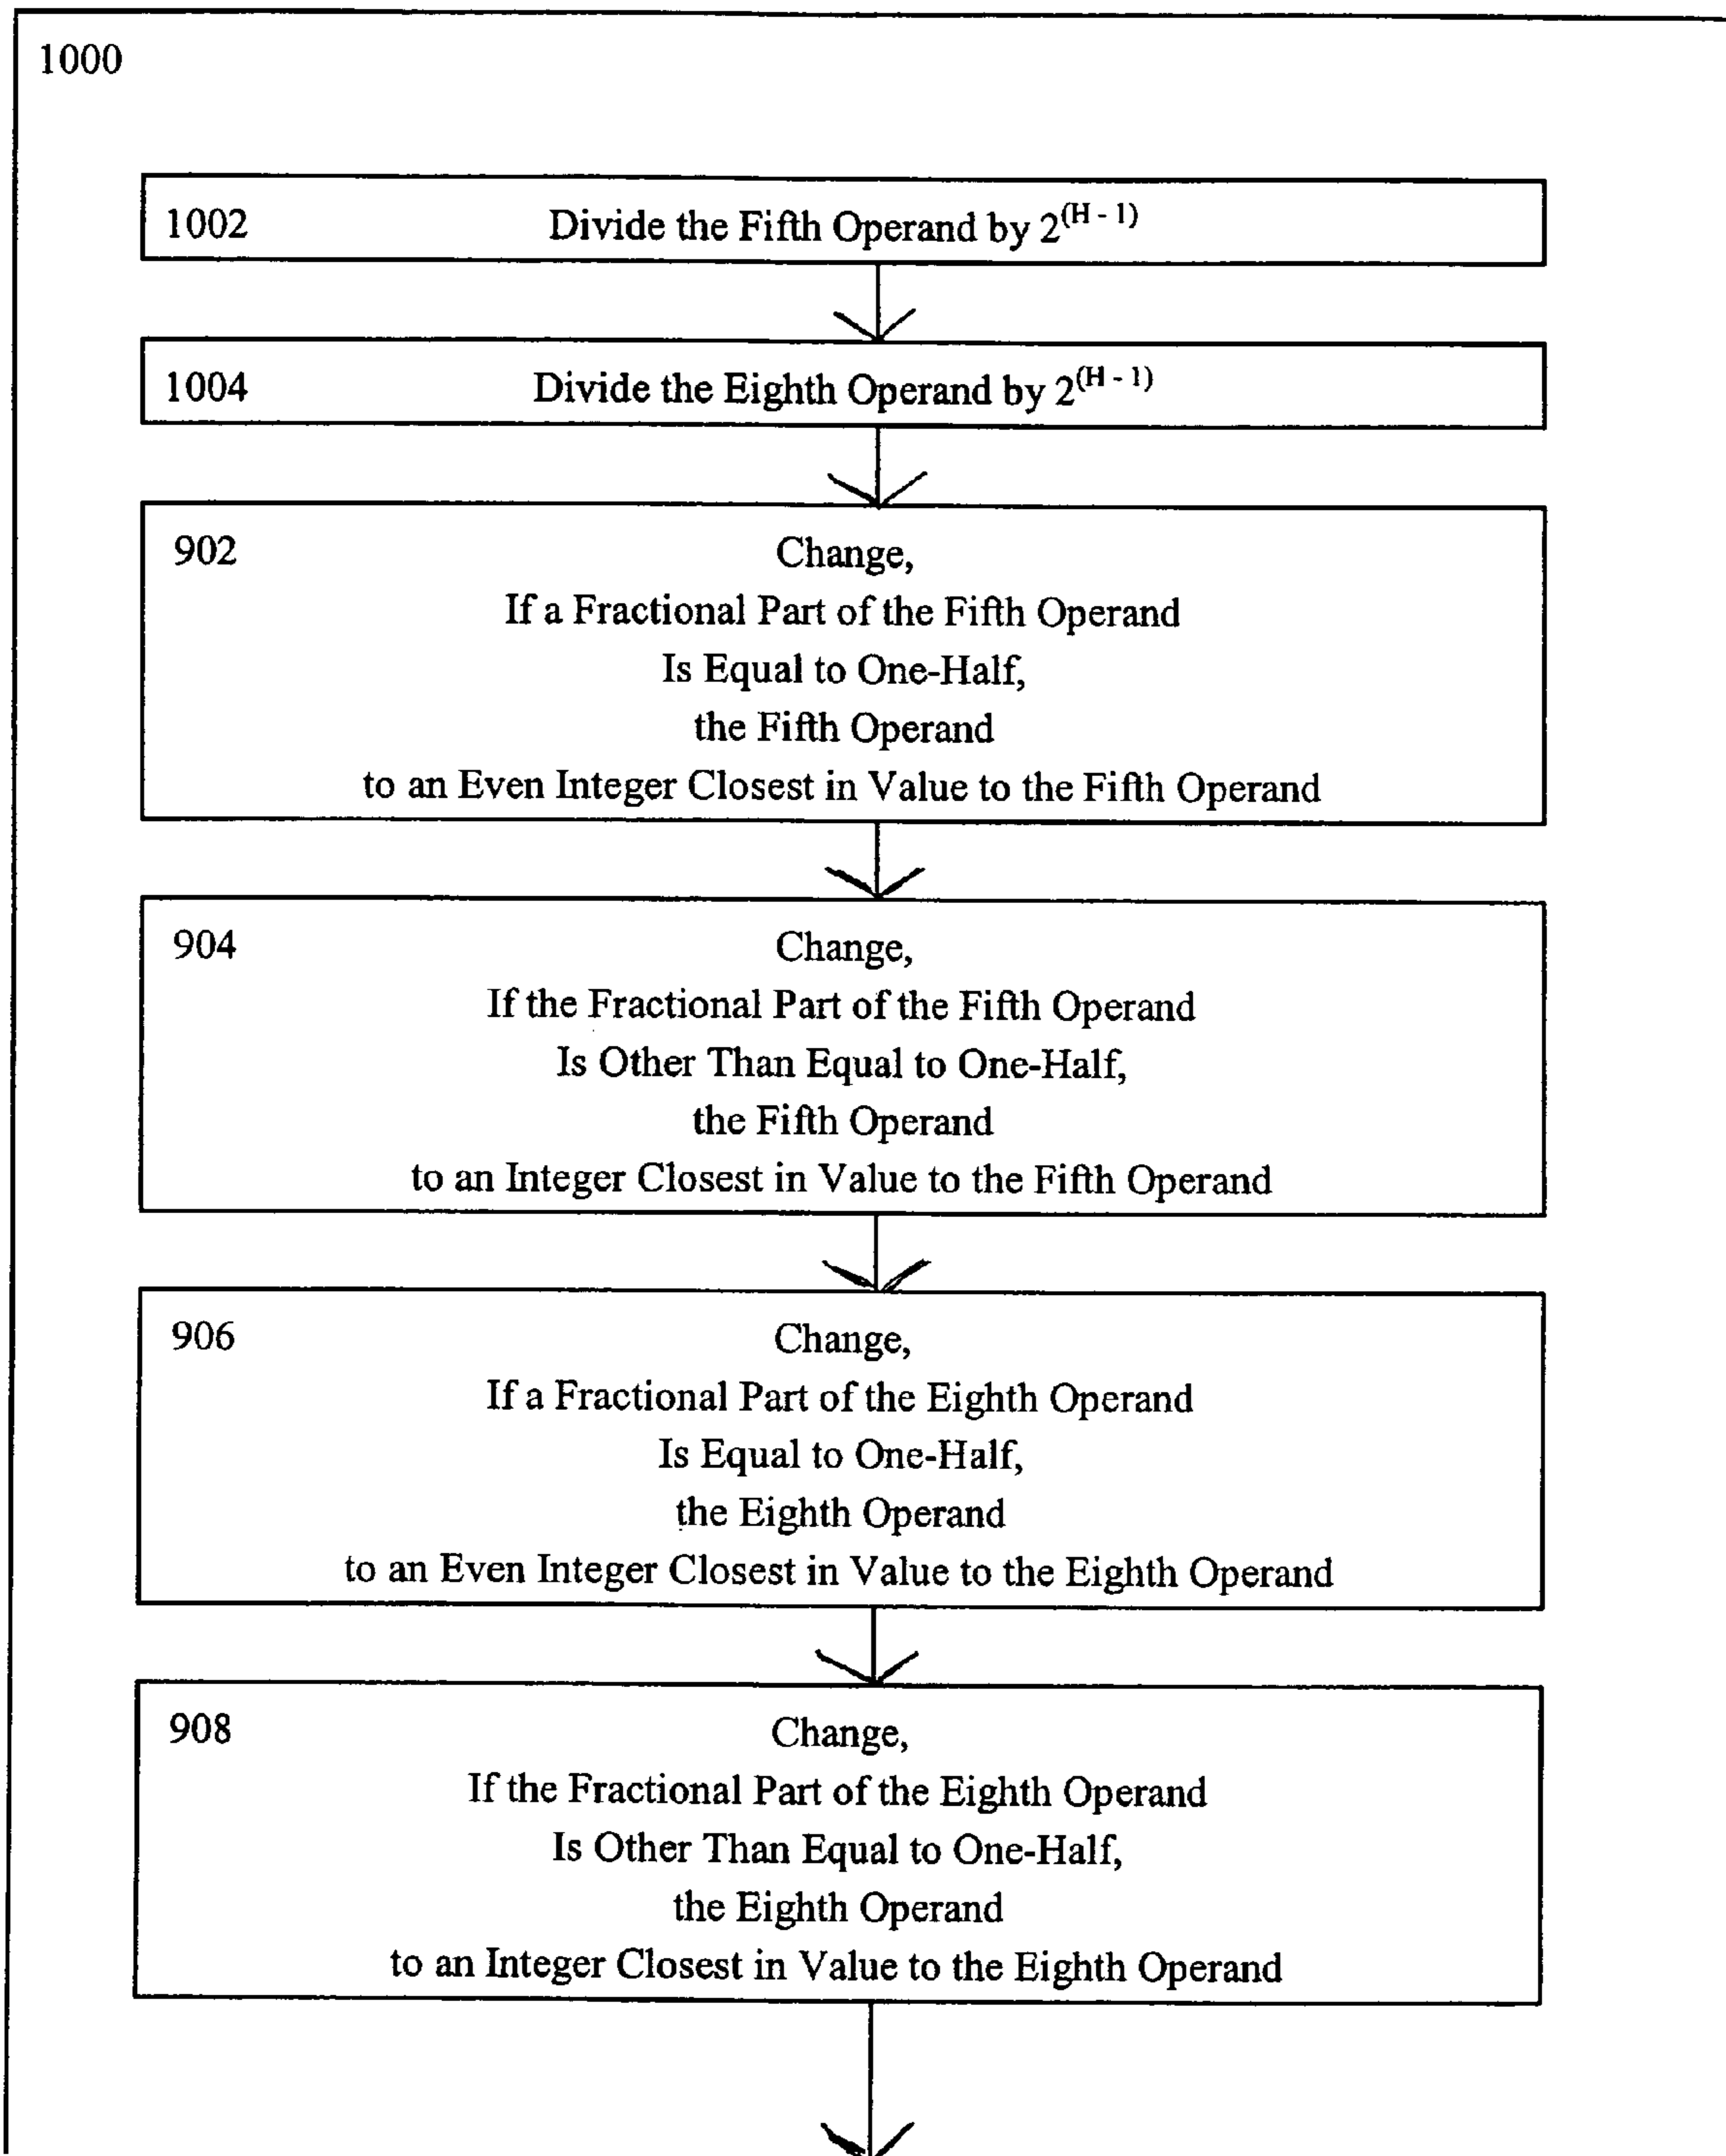 1000
1002 Divide the Fifth Operand by 2^(H - 1)
1004 Divide the Eighth Operand by 2^(H - 1)
902 Change,
If a Fractional Part of the Fifth Operand
Is Equal to One-Half,
the Fifth Operand
to an Even Integer Closest in Value to the Fifth Operand
904 Change,
If the Fractional Part of the Fifth Operand
Is Other Than Equal to One-Half,
the Fifth Operand
to an Integer Closest in Value to the Fifth Operand
906 Change,
If a Fractional Part of the Eighth Operand
Is Equal to One-Half,
the Eighth Operand
to an Even Integer Closest in Value to the Eighth Operand
908 Change,
If the Fractional Part of the Eighth Operand
Is Other Than Equal to One-Half,
the Eighth Operand
to an Integer Closest in Value to the Eighth Operand